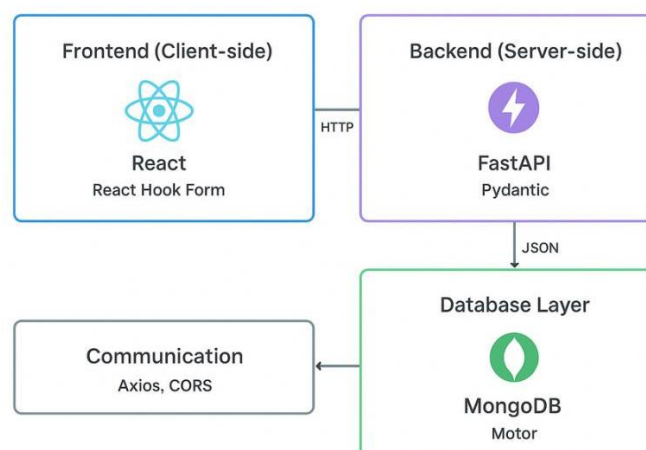 Frontend (Client-side)
React
React Hook Form
HTTP
Backend (Server-side)
FastAPI
Pydantic
JSON
Database Layer
MongoDB
Motor
Communication
Axios, CORS